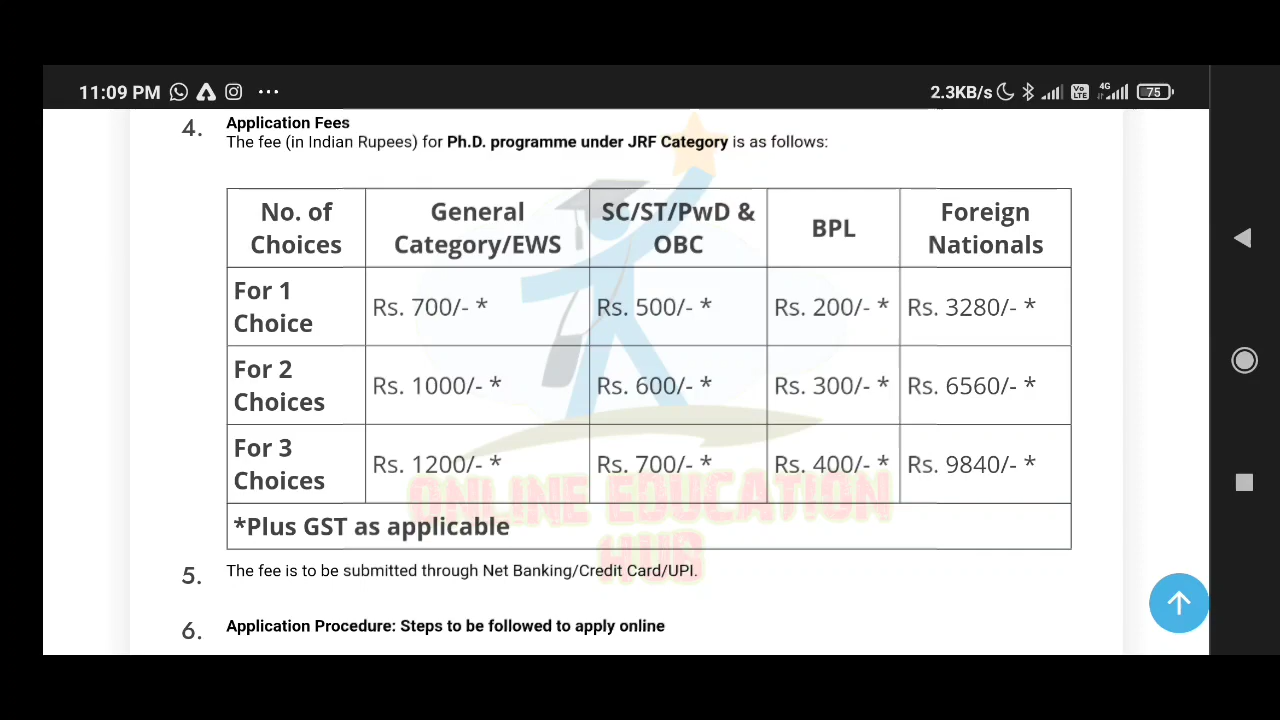 11:09 PM
2.3KB/s Vo LTE 4G 75
4. Application Fees
The fee (in Indian Rupees) for Ph.D. programme under JRF Category is as follows:
No. of Choices General Category/EWS SC/ST/PwD & OBC BPL Foreign Nationals
For 1 Choice Rs. 700/- * Rs. 500/- * Rs. 200/- * Rs. 3280/- *
For 2 Choices Rs. 1000/- * Rs. 600/- * Rs. 300/- * Rs. 6560/- *
For 3 Choices Rs. 1200/- * Rs. 700/- * Rs. 400/- * Rs. 9840/- *
ONLINE EDUCATION
*Plus GST as applicable
HUB
5. The fee is to be submitted through Net Banking/Credit Card/UPI.
6. Application Procedure: Steps to be followed to apply online